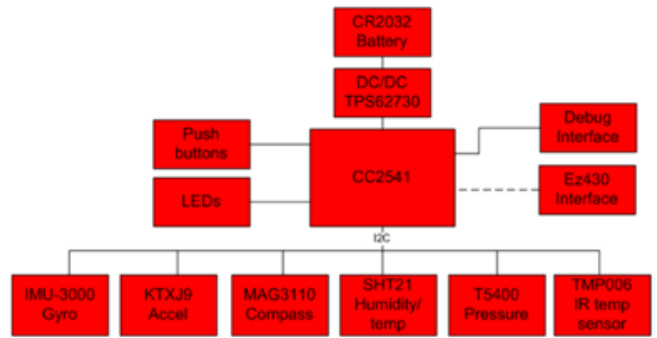 CR2032
Battery
DC/DC
TPS62730
Push
buttons
LEDs
CC2541
Debug
Interface
Ez430
Interface
I2C
IMU-3000
Gyro
KTXJ9
Accel
MAG3110
Compass
SHT21
Humidity/
temp
T5400
Pressure
TMP006
IR temp
sensor